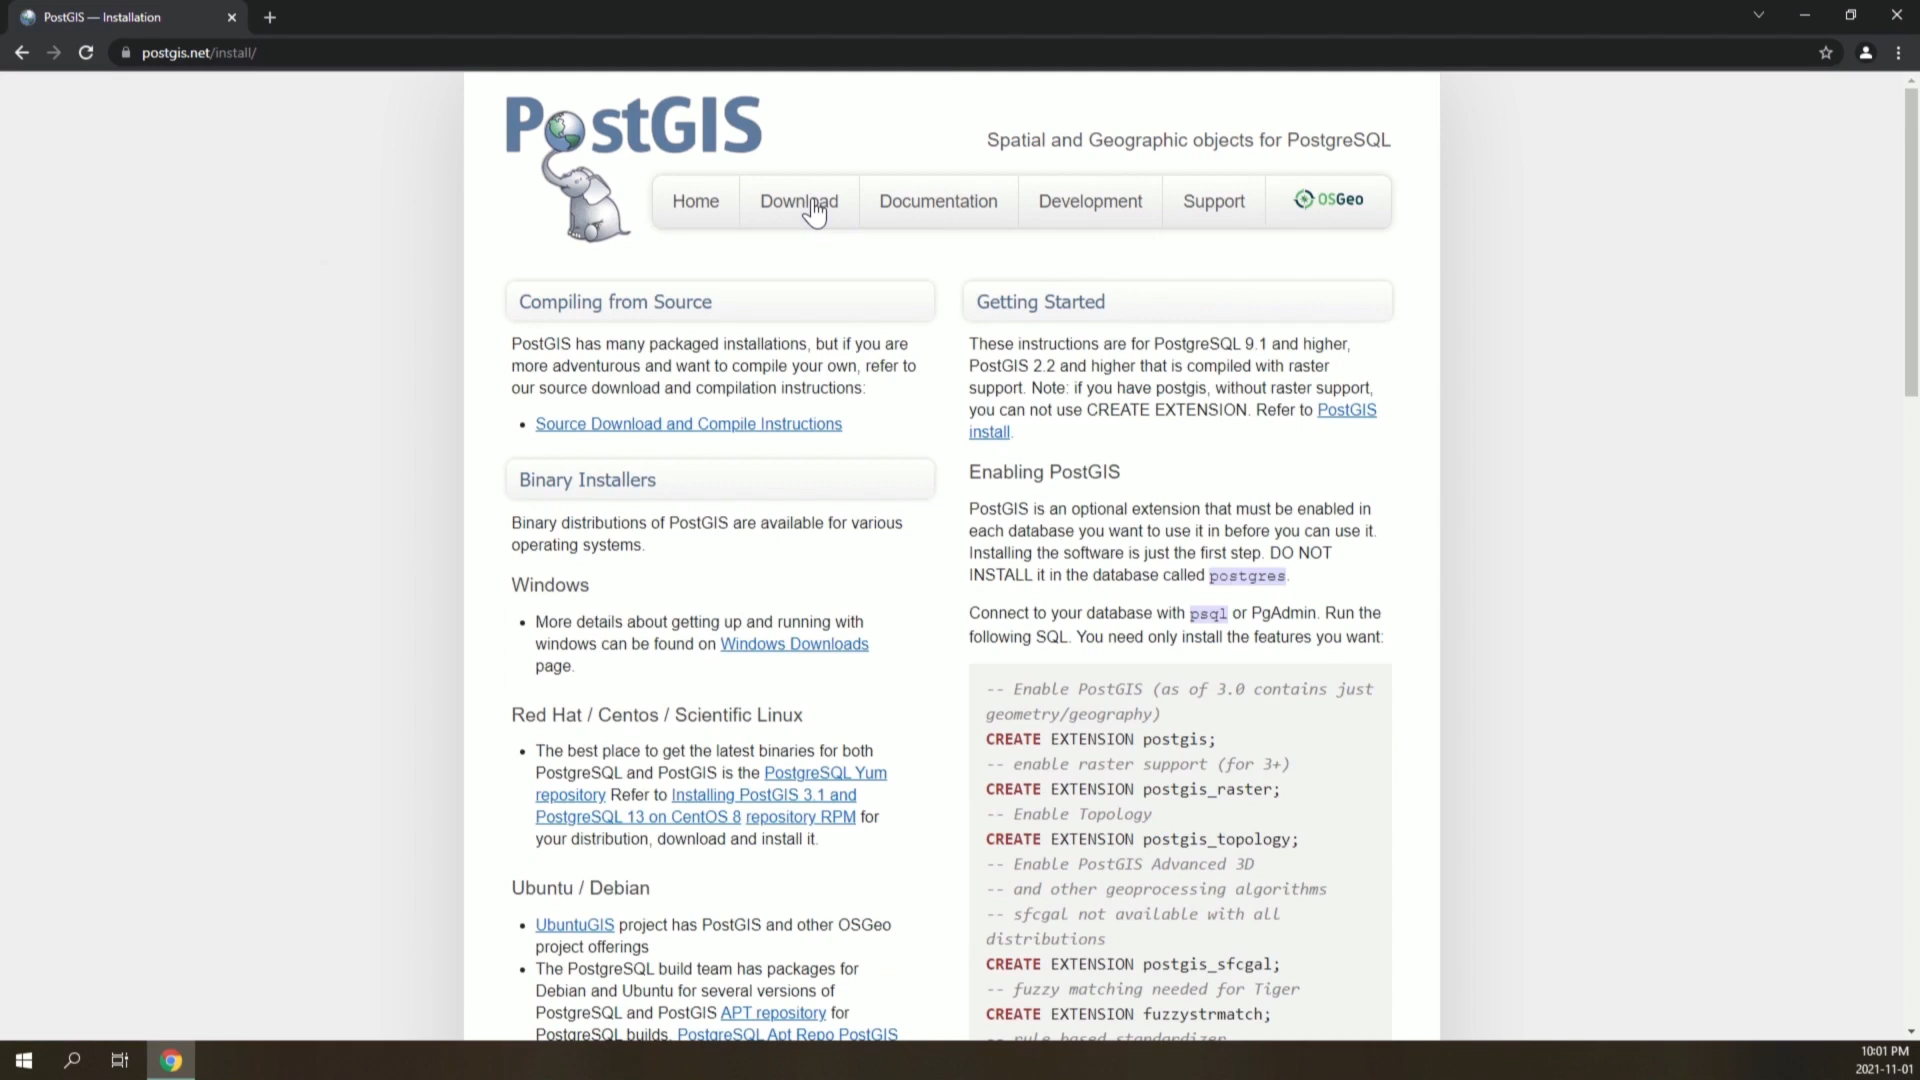 PostGIS — Installation
postgis.net/install/
PostGIS
Spatial and Geographic objects for PostgreSQL
Home
Download
Documentation
Development
Support
OSGeo
Compiling from Source
PostGIS has many packaged installations, but if you are
more adventurous and want to compile your own, refer to
our source download and compilation instructions:
• Source Download and Compile Instructions
Binary Installers
Binary distributions of PostGIS are available for various
operating systems.
Windows
• More details about getting up and running with
windows can be found on Windows Downloads
page.
Red Hat / Centos / Scientific Linux
• The best place to get the latest binaries for both
PostgreSQL and PostGIS is the PostgreSQL Yum
repository Refer to Installing PostGIS 3.1 and
PostgreSQL 13 on CentOS 8 repository RPM for
your distribution, download and install it.
Ubuntu / Debian
• UbuntuGIS project has PostGIS and other OSGeo
project offerings
• The PostgreSQL build team has packages for
Debian and Ubuntu for several versions of
PostgreSQL and PostGIS APT repository for
PostgreSQL builds. PostgreSQL Apt Repo PostGIS
Getting Started
These instructions are for PostgreSQL 9.1 and higher,
PostGIS 2.2 and higher that is compiled with raster
support. Note: if you have postgis, without raster support,
you can not use CREATE EXTENSION. Refer to PostGIS
install.
Enabling PostGIS
PostGIS is an optional extension that must be enabled in
each database you want to use it in before you can use it.
Installing the software is just the first step. DO NOT
INSTALL it in the database called postgres.
Connect to your database with psql or PgAdmin. Run the
following SQL. You need only install the features you want:
-- Enable PostGIS (as of 3.0 contains just
geometry/geography)
CREATE EXTENSION postgis;
-- enable raster support (for 3+)
CREATE EXTENSION postgis_raster;
-- Enable Topology
CREATE EXTENSION postgis_topology;
-- Enable PostGIS Advanced 3D
-- and other geoprocessing algorithms
-- sfcgal not available with all
distributions
CREATE EXTENSION postgis_sfcgal;
-- fuzzy matching needed for Tiger
CREATE EXTENSION fuzzystrmatch;
-- rule based standardizer
10:01 PM
2021-11-01